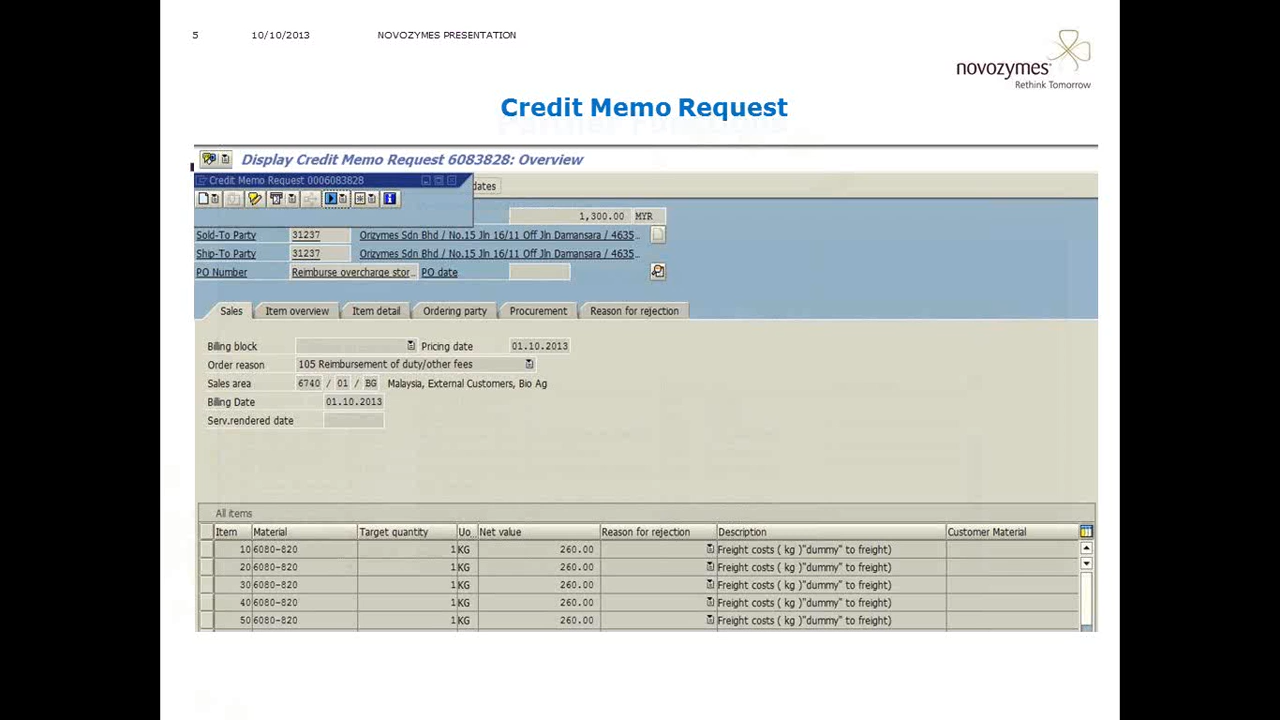 5 10/10/2013 NOVOZYMES PRESENTATION
novozymes
Rethink Tomorrow
Credit Memo Request
Display Credit Memo Request 6083828: Overview
Credit Memo Request 0006083828
dates
1,300.00 MYR
Sold-To Party 31237 Orizymes Sdn Bhd / No.15 Jln 16/11 Off Jln Damansara / 4635..
Ship-To Party 31237 Orizymes Sdn Bhd / No.15 Jln 16/11 Off Jln Damansara / 4635..
PO Number Reimburse overcharge stor.. PO date
Sales Item overview Item detail Ordering party Procurement Reason for rejection
Billing block Pricing date 01.10.2013
Order reason 105 Reimbursement of duty/other fees
Sales area 6740 / 01 / BG Malaysia, External Customers, Bio Ag
Billing Date 01.10.2013
Serv.rendered date
All items
Item Material Target quantity Uo.. Net value Reason for rejection Description Customer Material
10 6080-820 1 KG 260.00 Freight costs ( kg )"dummy" to freight)
20 6080-820 1 KG 260.00 Freight costs ( kg )"dummy" to freight)
30 6080-820 1 KG 260.00 Freight costs ( kg )"dummy" to freight)
40 6080-820 1 KG 260.00 Freight costs ( kg )"dummy" to freight)
50 6080-820 1 KG 260.00 Freight costs ( kg )"dummy" to freight)